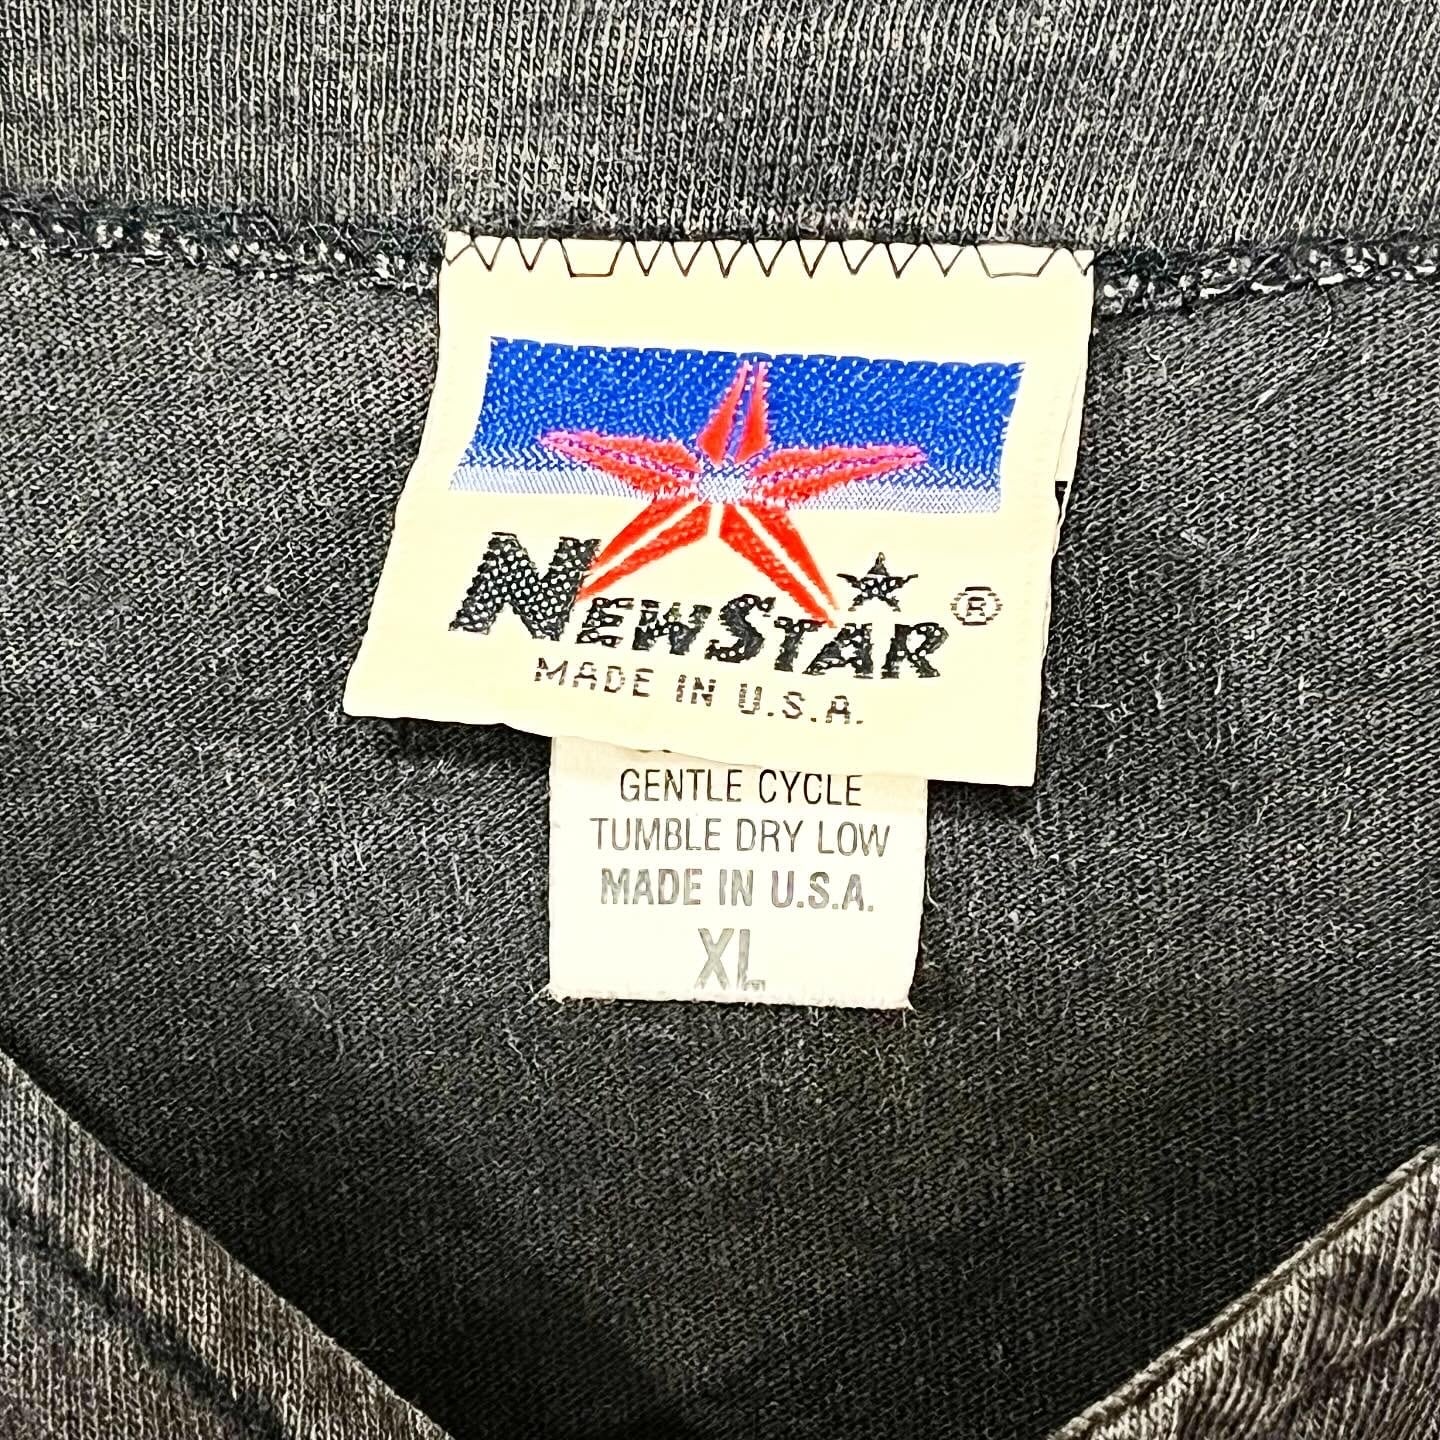 NEWSTAR ®
MADE IN U.S.A.
GENTLE CYCLE
TUMBLE DRY LOW
MADE IN U.S.A.
XL